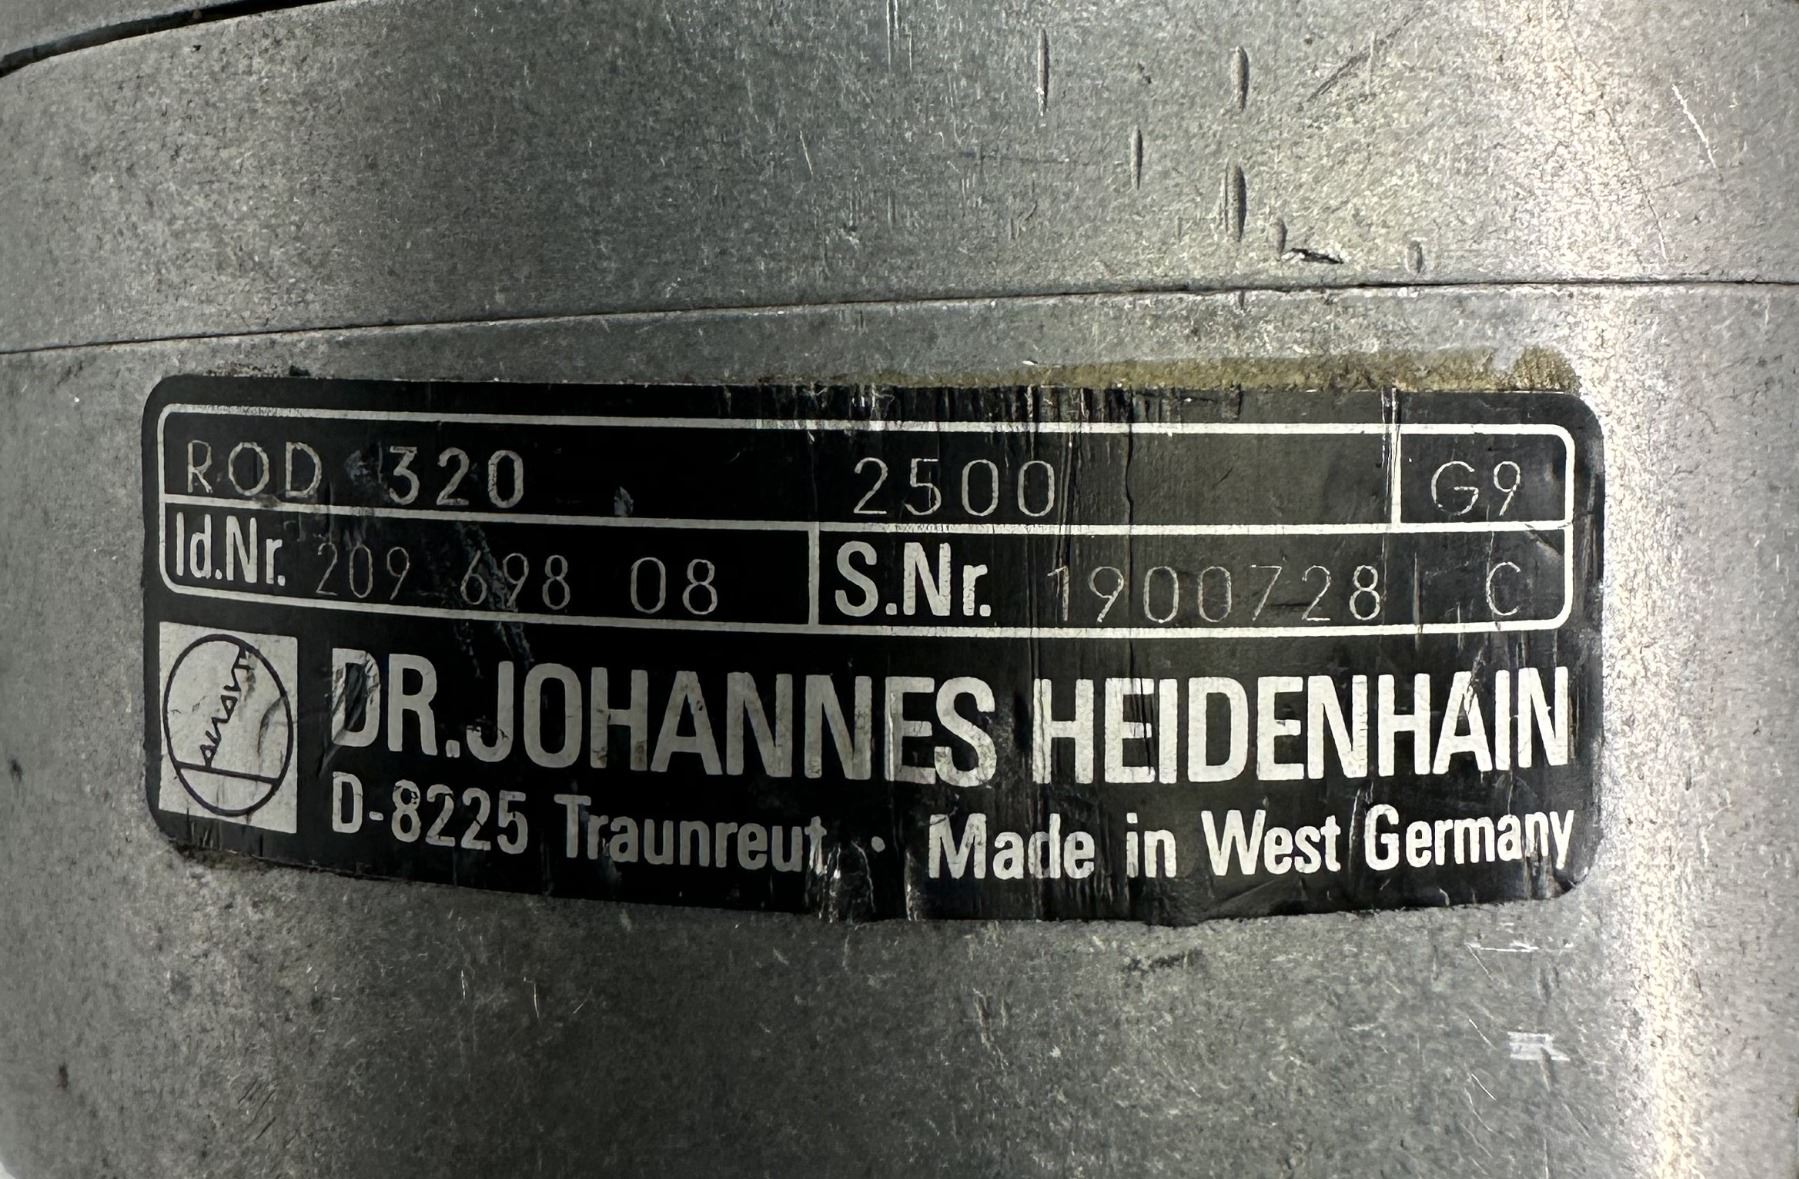 ROD 320 2500 G9
Id.Nr. 209 698 08 S.Nr. 1900728 C
DR. JOHANNES HEIDENHAIN
D-8225 Traunreut · Made in West Germany